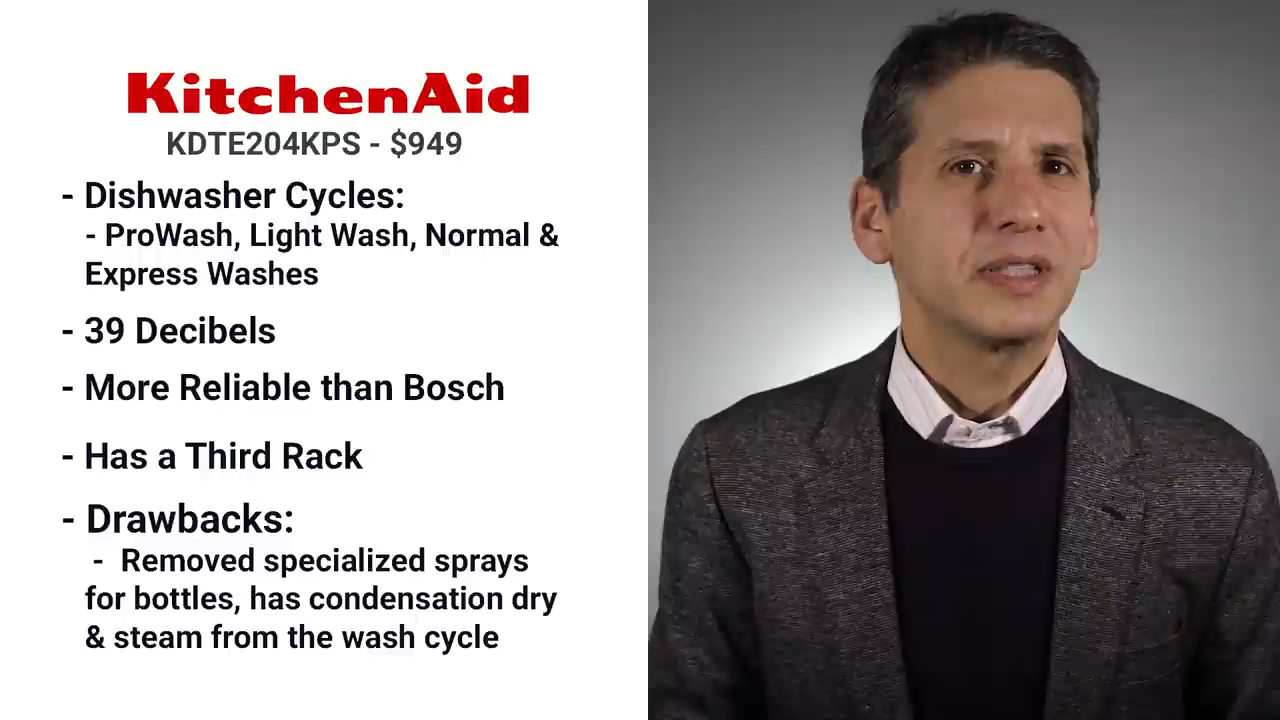 KitchenAid
KDTE204KPS - $949
- Dishwasher Cycles:
- ProWash, Light Wash, Normal &
Express Washes
- 39 Decibels
- More Reliable than Bosch
- Has a Third Rack
- Drawbacks:
- Removed specialized sprays
for bottles, has condensation dry
& steam from the wash cycle